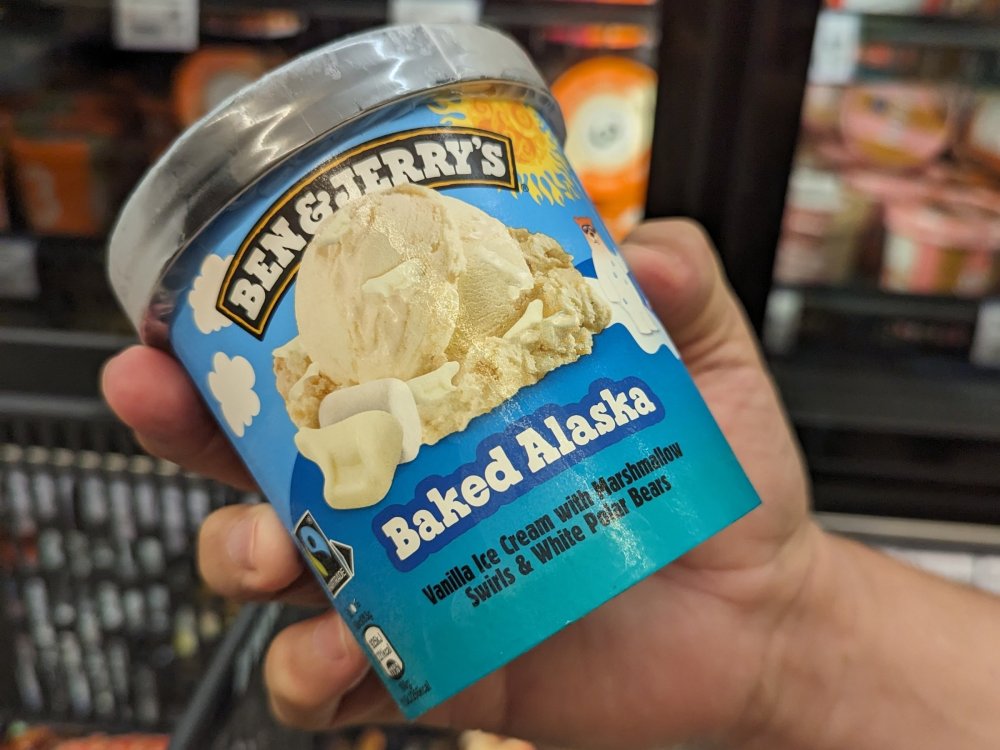 BEN & JERRY'S
Baked Alaska
Vanilla Ice Cream with Marshmallow
Swirls & White Polar Bears